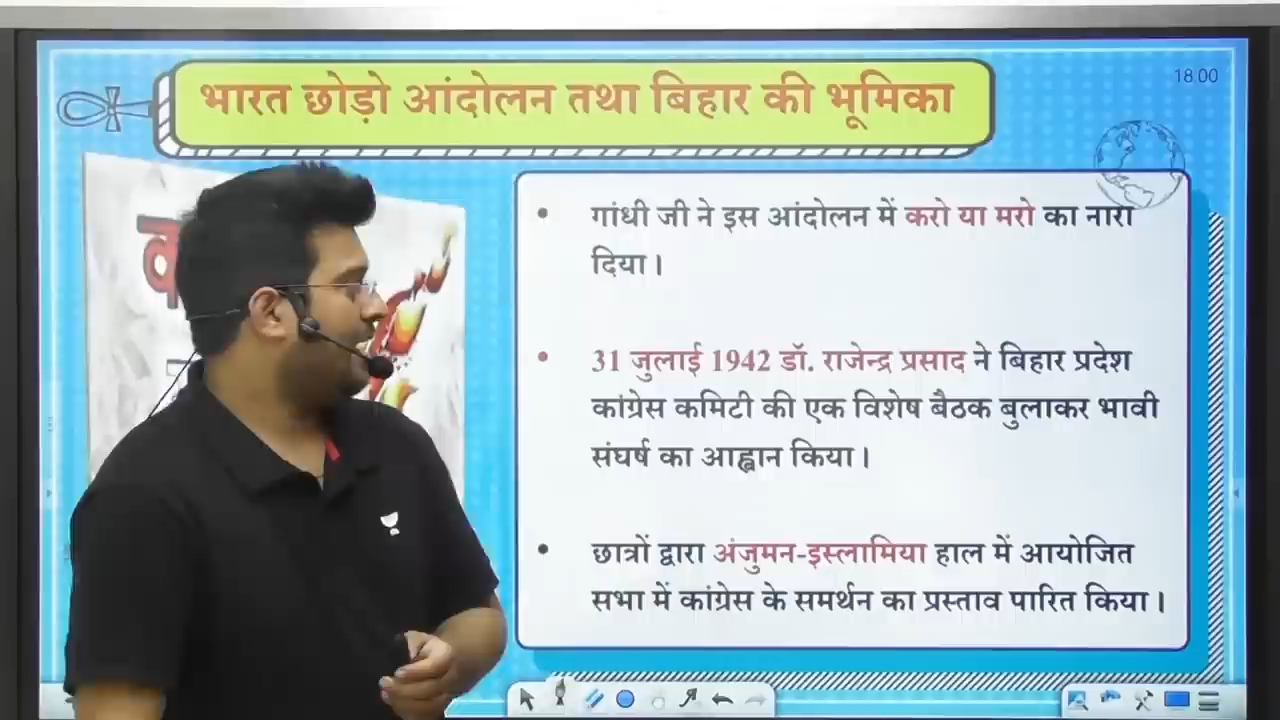 भारत छोड़ो आंदोलन तथा बिहार की भूमिका
18 00
• गांधी जी ने इस आंदोलन में करो या मरो का नारा
दिया।
• 31 जुलाई 1942 डॉ. राजेन्द्र प्रसाद ने बिहार प्रदेश
कांग्रेस कमिटी की एक विशेष बैठक बुलाकर भावी
संघर्ष का आह्वान किया।
• छात्रों द्वारा अंजुमन-इस्लामिया हाल में आयोजित
सभा में कांग्रेस के समर्थन का प्रस्ताव पारित किया।